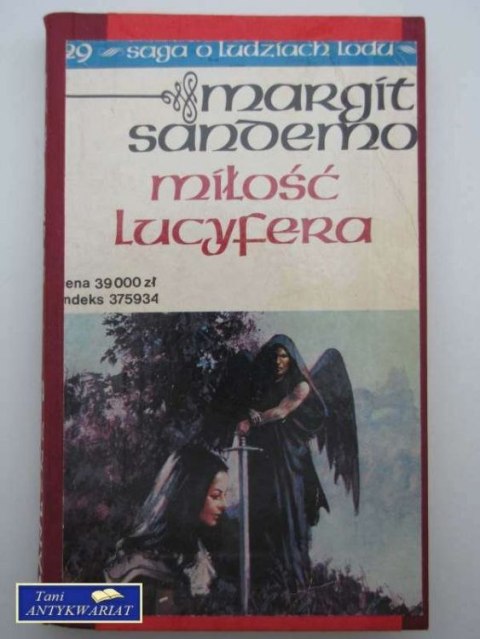 29 saga o ludziach lodu
margit
sandemo
miłość
lucyfera
ena 39 000 zł
ndeks 375934
Tani
ANTYKWARIAT